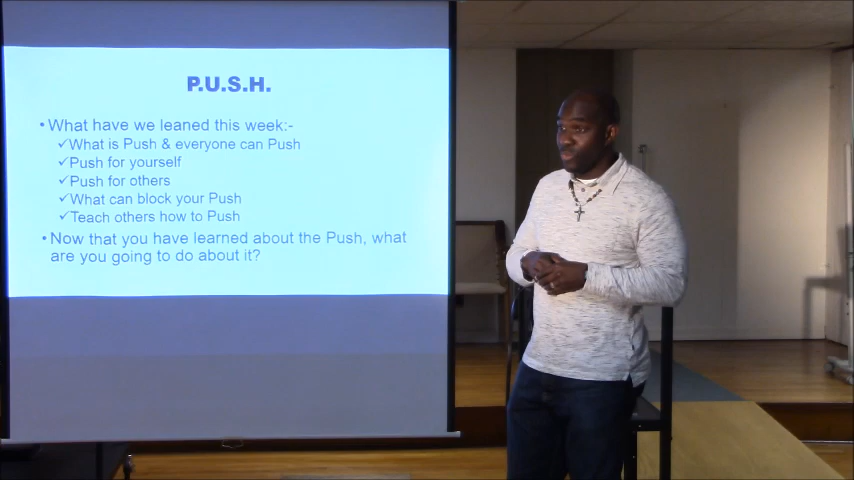 P.U.S.H.
• What have we leaned this week:-
✓What is Push & everyone can Push
✓Push for yourself
✓Push for others
✓What can block your Push
✓Teach others how to Push
• Now that you have learned about the Push, what
are you going to do about it?